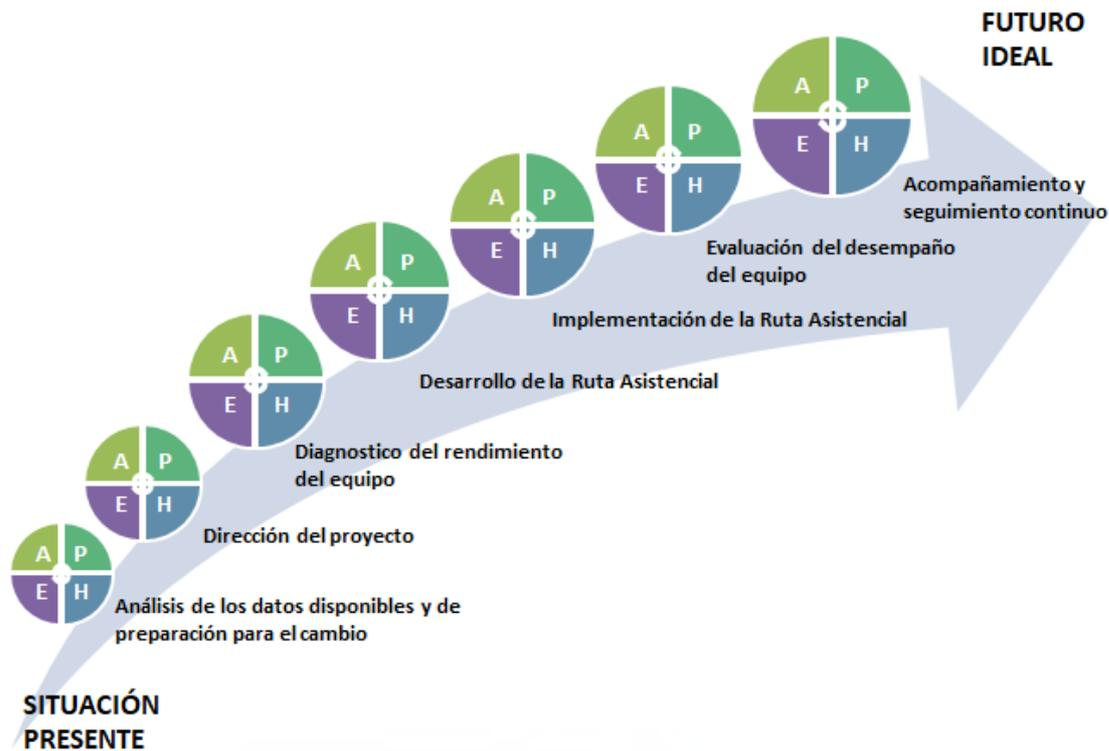 FUTURO
IDEAL
A P
E H
Acompañamiento y
seguimiento continuo
A P
E H
Evaluación del desempaño
del equipo
A P
E H
Implementación de la Ruta Asistencial
A P
E H
Desarrollo de la Ruta Asistencial
A P
E H
Diagnostico del rendimiento
del equipo
A P
E H
Dirección del proyecto
A P
E H
Análisis de los datos disponibles y de
preparación para el cambio
SITUACIÓN
PRESENTE